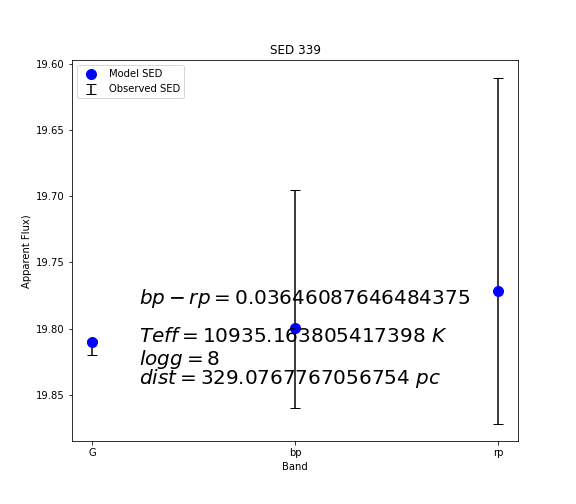 SED 339
Model SED
Observed SED
19.60
19.65
19.70
19.75
19.80
19.85
Apparent Flux)
bp − rp = 0.03646087646484375
Teff = 10935.163805417398 K
logg = 8
dist = 329.0767767056754 pc
G
bp
rp
Band